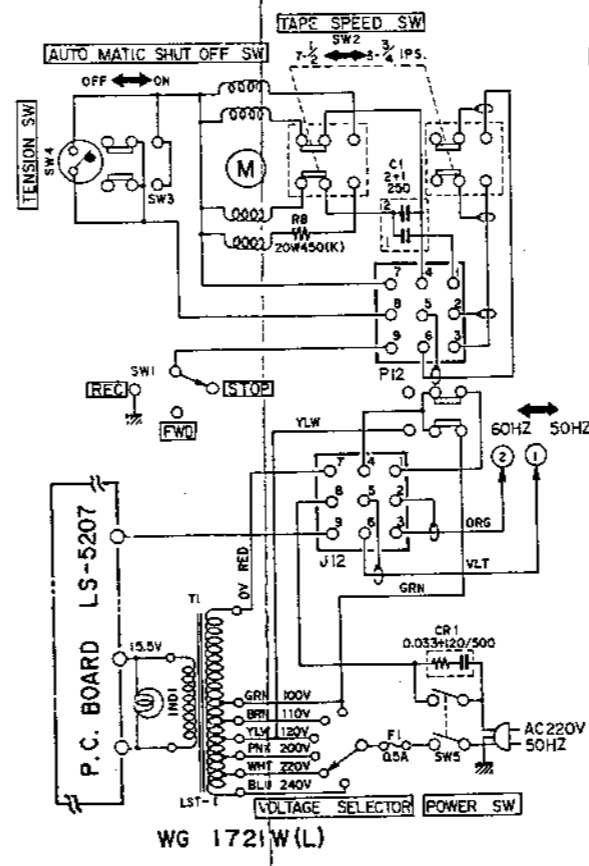 TAPE SPEED SW
SW2
7-1/2 3-3/4 IPS.
AUTO MATIC SHUT OFF SW
OFF ON
TENSION SW
SW4
SW3
M
C1
2+1
250
2
1
R8
20W450(K)
7 4 1
8 5 2
9 6 3
P12
SW1
REC
STOP
FWD
YLW
60HZ 50HZ
2 1
7 4 1
8 5 2
9 6 3
J12
ORG
VLT
GRN
0V RED
P.C. BOARD LS-5207
T1
15.5V
IND1
CR1
0.033+120/500
GRN 100V
BRN 110V
YLW 120V
PNK 200V
WHT 220V
BLU 240V
LST-1
F1
0.5A
SW5
AC220V
50HZ
VOLTAGE SELECTOR
POWER SW
WG 1721W(L)